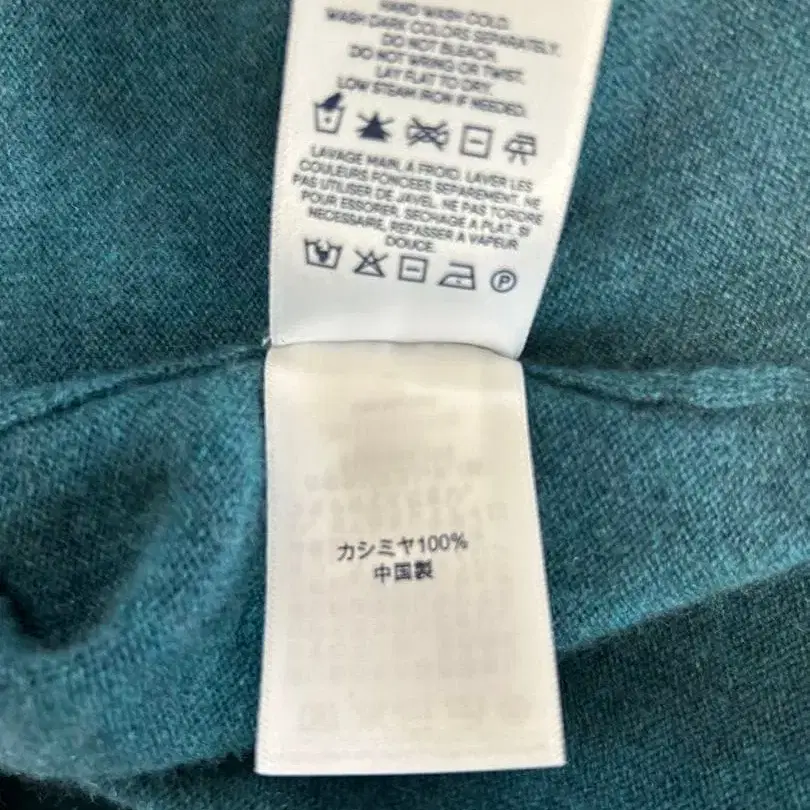 HAND WASH COLD.
WASH DARK COLORS SEPARATELY.
DO NOT BLEACH.
DO NOT WRING OR TWIST.
LAY FLAT TO DRY.
LOW STEAM IRON IF NEEDED.
LAVAGE MAIN, A FROID. LAVER LES
COULEURS FONCEES SEPAREMENT. NE
PAS UTILISER DE JAVEL. NE PAS TORDRE
POUR ESSORER. SECHAGE A PLAT. SI
NECESSAIRE, REPASSER A VAPEUR
DOUCE.
P
カシミヤ100%
中国製